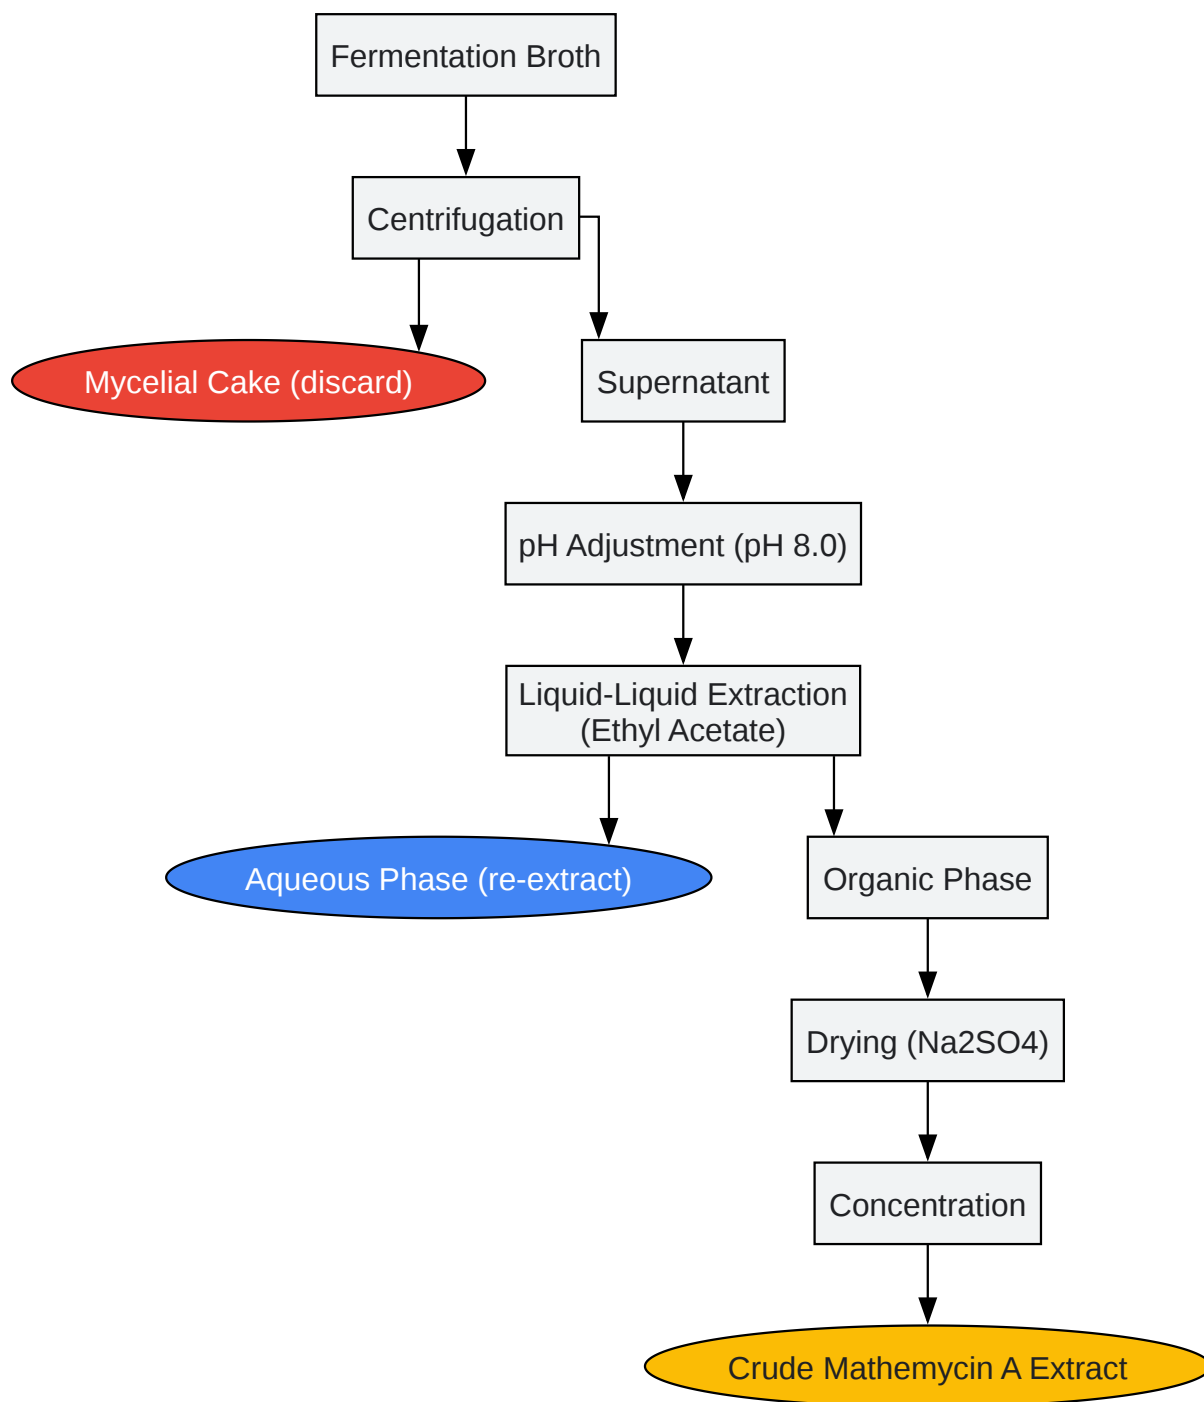 Fermentation Broth
Centrifugation
Mycelial Cake (discard)
Supernatant
pH Adjustment (pH 8.0)
Liquid-Liquid Extraction
(Ethyl Acetate)
Aqueous Phase (re-extract)
Organic Phase
Drying (Na2SO4)
Concentration
Crude Mathemycin A Extract